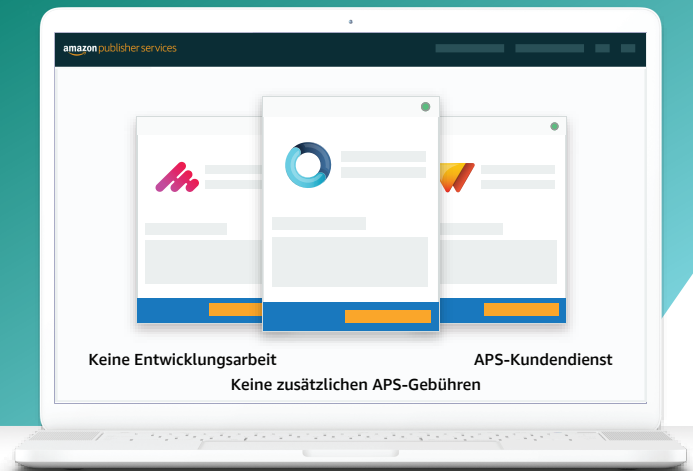 amazon publisher services
Keine Entwicklungsarbeit
APS-Kundendienst
Keine zusätzlichen APS-Gebühren